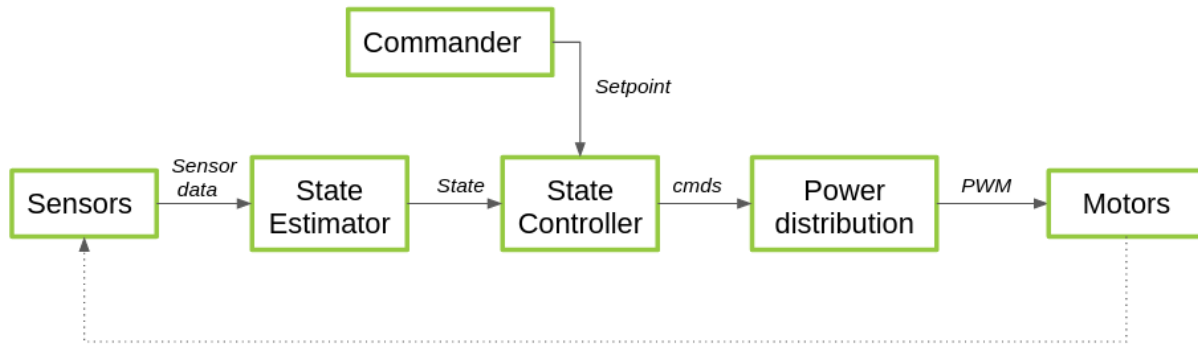 Commander
Setpoint
Sensor
data
State
cmds
PWM
Sensors
State
Estimator
State
Controller
Power
distribution
Motors